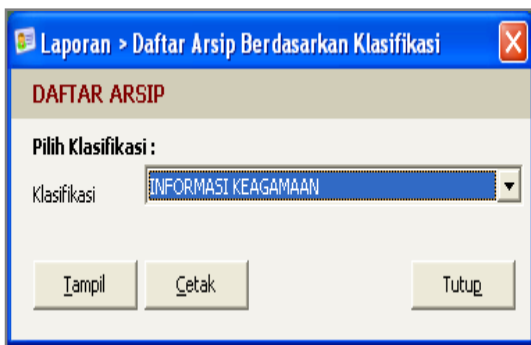 Laporan > Daftar Arsip Berdasarkan Klasifikasi
DAFTAR ARSIP
Pilih Klasifikasi :
Klasifikasi INFORMASI KEAGAMAAN
Tampil Cetak Tutup